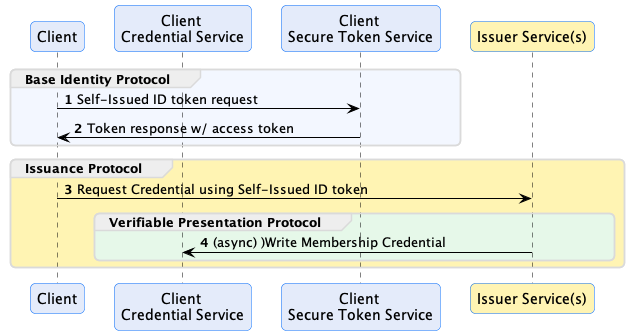 Client
Client
Credential Service
Client
Secure Token Service
Issuer Service(s)
Base Identity Protocol
1 Self-Issued ID token request
2 Token response w/ access token
Issuance Protocol
3 Request Credential using Self-Issued ID token
Verifiable Presentation Protocol
4 (async) )Write Membership Credential
Client
Client
Credential Service
Client
Secure Token Service
Issuer Service(s)